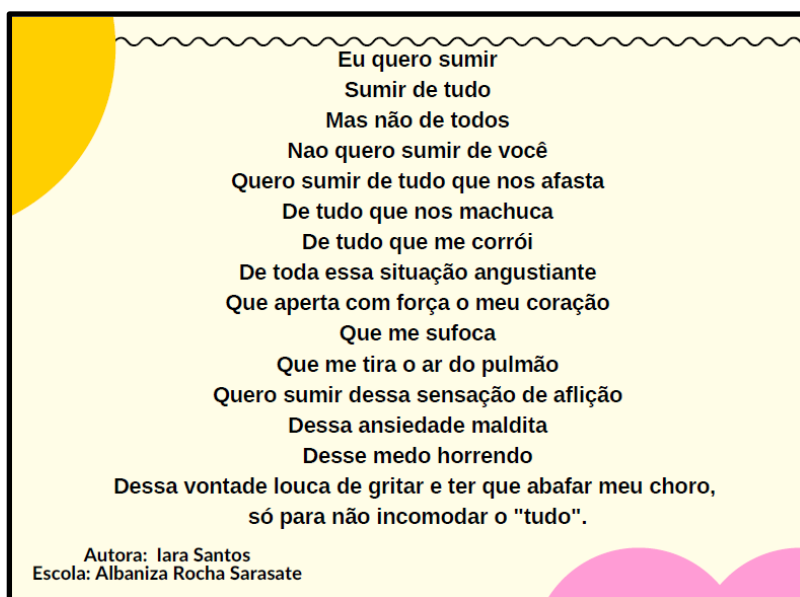 Eu quero sumir
Sumir de tudo
Mas não de todos
Nao quero sumir de você
Quero sumir de tudo que nos afasta
De tudo que nos machuca
De tudo que me corrói
De toda essa situação angustiante
Que aperta com força o meu coração
Que me sufoca
Que me tira o ar do pulmão
Quero sumir dessa sensação de aflição
Dessa ansiedade maldita
Desse medo horrendo
Dessa vontade louca de gritar e ter que abafar meu choro,
só para não incomodar o "tudo".
Autora: Iara Santos
Escola: Albaniza Rocha Sarasate